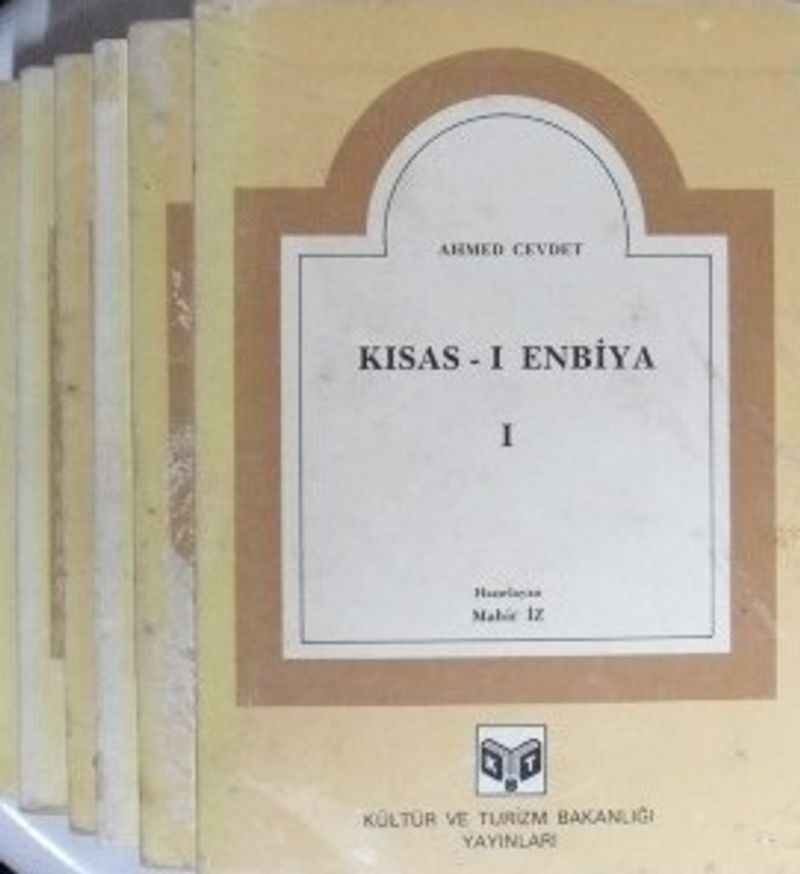 AHMED CEVDET
KISAS - I ENBİYA
I
Hazırlayan
Mahir İZ
K T B
KÜLTÜR VE TURİZM BAKANLIĞI
YAYINLARI